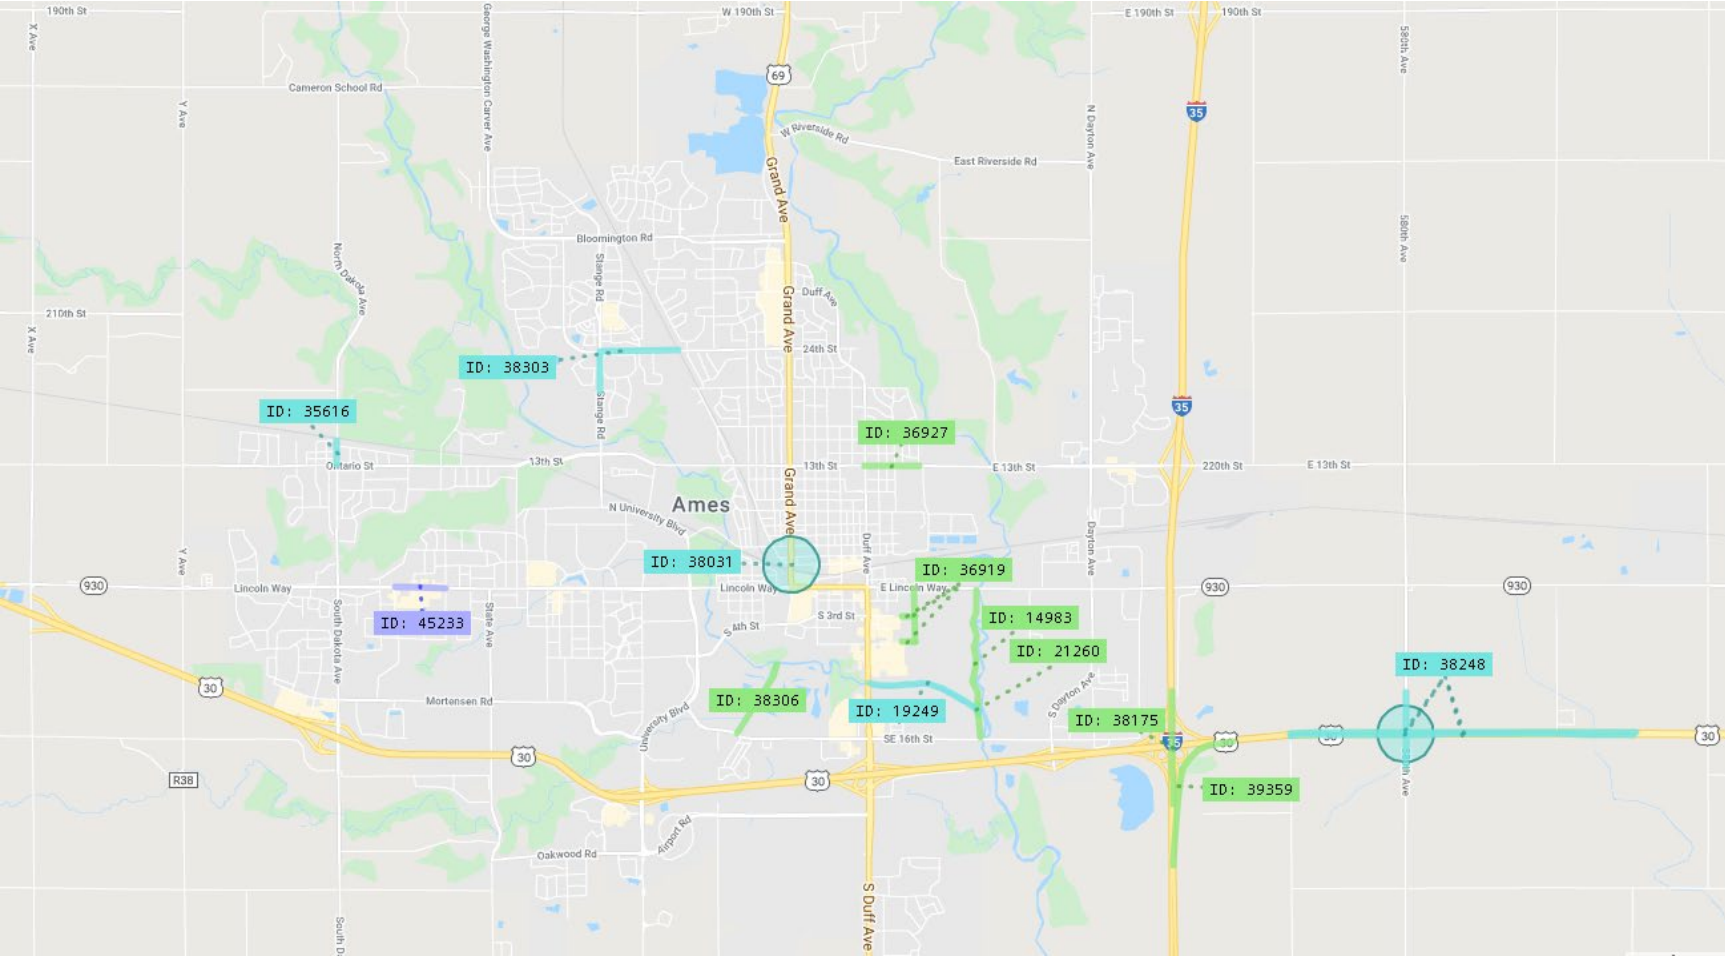 190th St
W 190th St
E 190th St
190th St
X Ave
George Washington Carver Ave
580th Ave
69
Cameron School Rd
Y Ave
35
N Dayton Ave
W Riverside Rd
East Riverside Rd
Grand Ave
Bloomington Rd
580th Ave
North Dakota Ave
Stange Rd
Duff Ave
210th St
X Ave
Grand Ave
24th St
ID: 38303
35
ID: 35616
Stange Rd
ID: 36927
Ontario St
13th St
13th St
E 13th St
220th St
E 13th St
Grand Ave
Ames
N University Blvd
Duff Ave
Dayton Ave
Y Ave
ID: 38031
ID: 36919
930
Lincoln Way
Lincoln Way
E Lincoln Way
930
930
ID: 45233
South Dakota Ave
State Ave
S 4th St
S 3rd St
ID: 14983
ID: 21260
ID: 38248
30
Mortensen Rd
ID: 38306
University Blvd
ID: 19249
S Dayton Ave
ID: 38175
SE 16th St
35
30
30
30
30
R38
30
ID: 39359
Airport Rd
Oakwood Rd
S Duff Ave